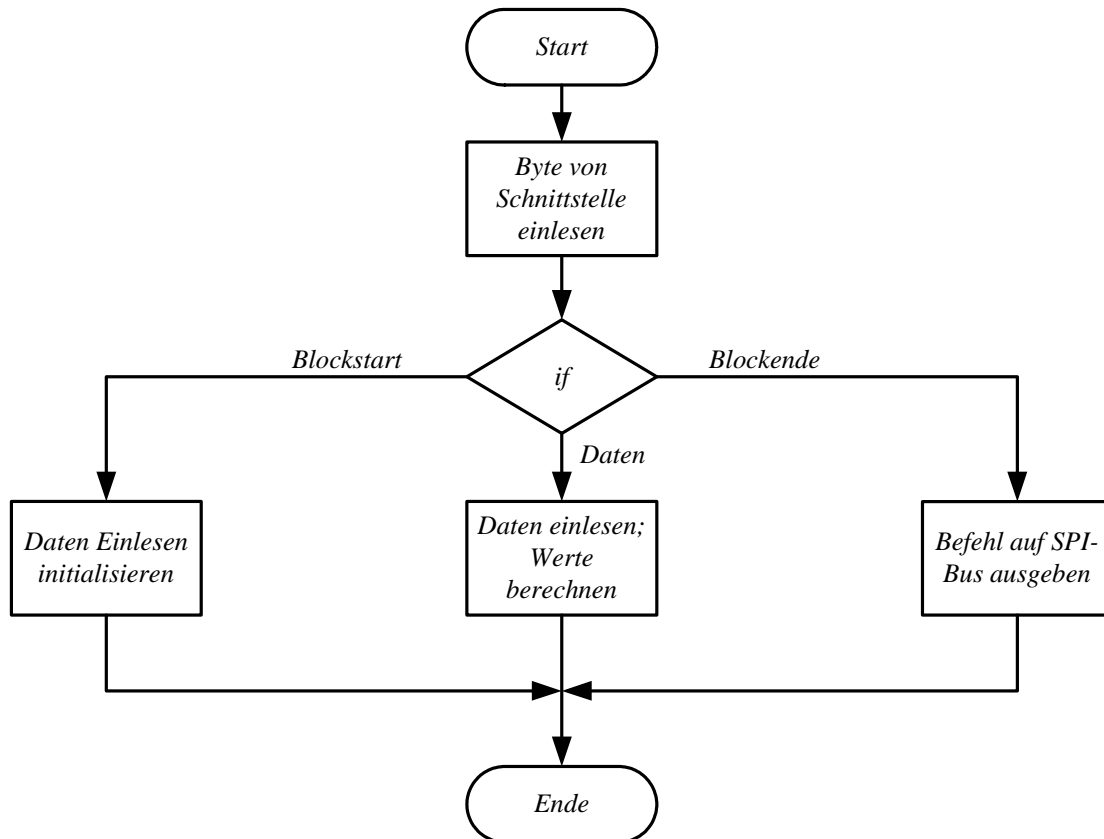 Start
Byte von
Schnittstelle
einlesen
Blockstart
if
Blockende
Daten
Daten Einlesen
initialisieren
Daten einlesen;
Werte
berechnen
Befehl auf SPI-
Bus ausgeben
Ende